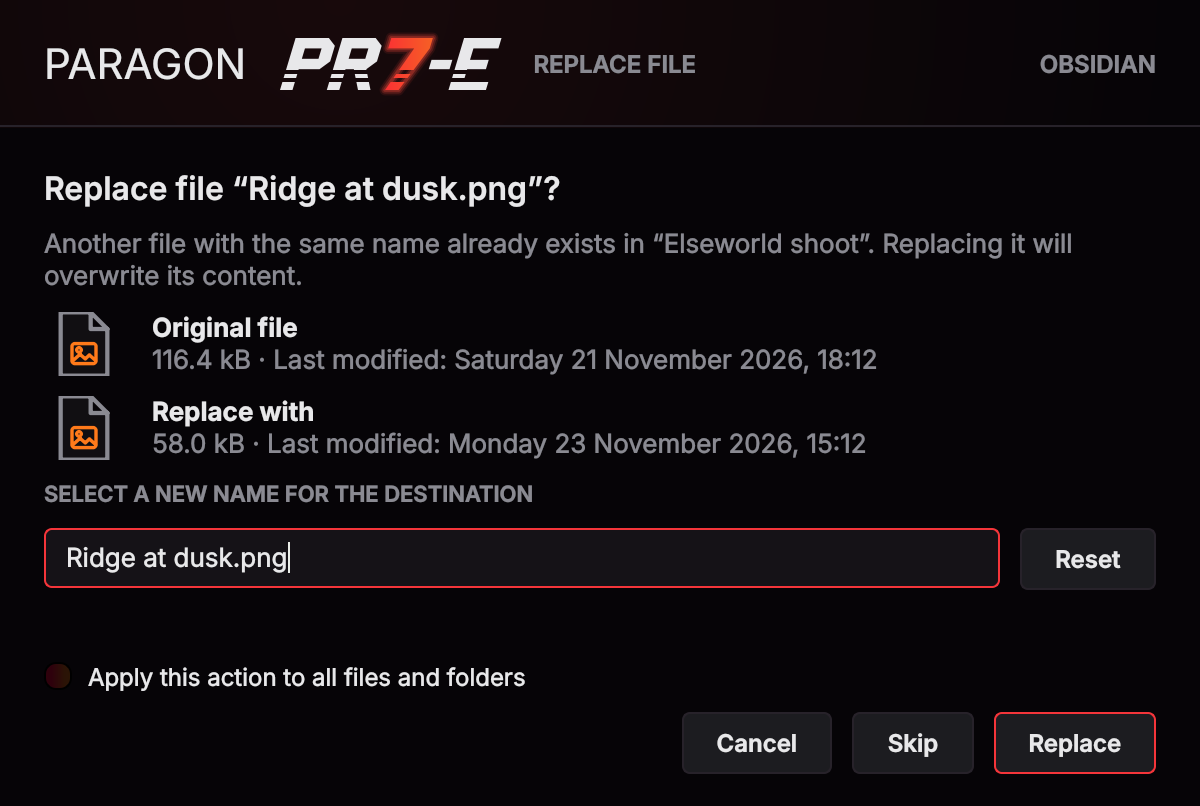 PARAGON PR7-E REPLACE FILE OBSIDIAN
Replace file “Ridge at dusk.png”?
Another file with the same name already exists in “Elseworld shoot”. Replacing it will
overwrite its content.
Original file
116.4 kB · Last modified: Saturday 21 November 2026, 18:12
Replace with
58.0 kB · Last modified: Monday 23 November 2026, 15:12
SELECT A NEW NAME FOR THE DESTINATION
Ridge at dusk.png Reset
Apply this action to all files and folders
Cancel Skip Replace